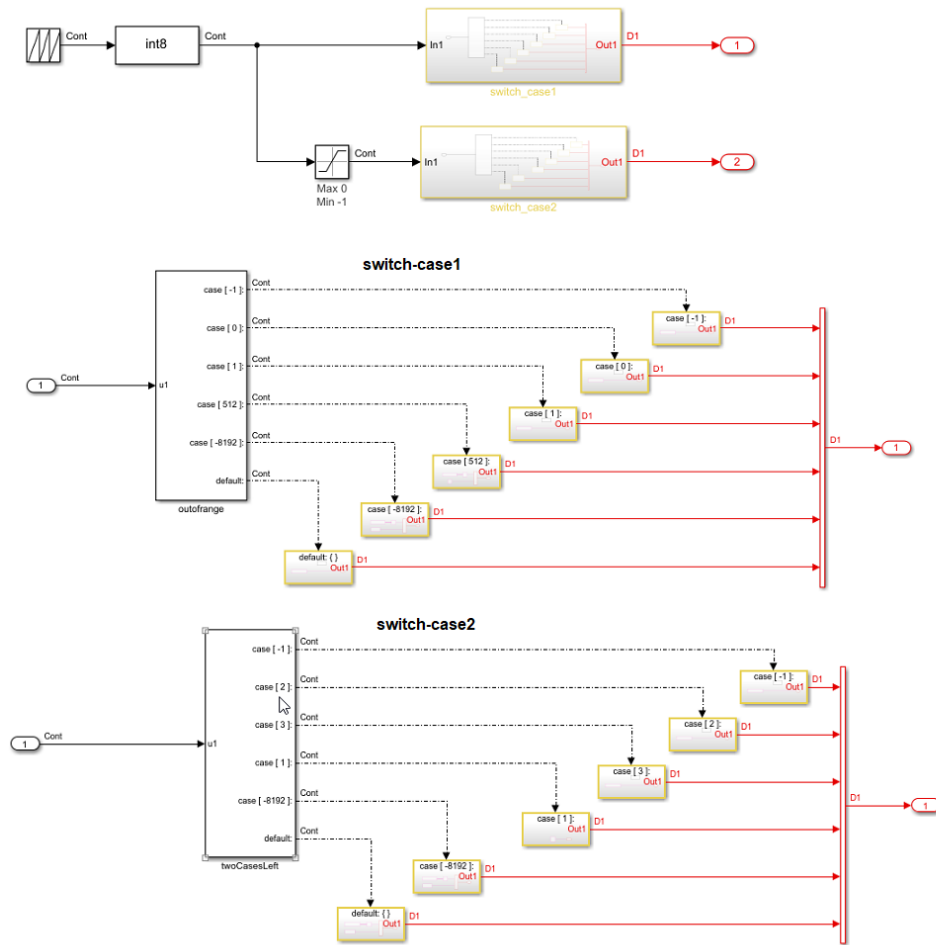 Cont
int8
Cont
In1
Out1
D1
1
switch_case1
Cont
In1
Out1
D1
2
Max 0
Min -1
switch_case2
switch-case1
case [ -1 ]:
Cont
case [ -1 ]:
Out1
D1
case [ 0 ]:
Cont
case [ 0 ]:
Out1
D1
1
Cont
u1
case [ 1 ]:
Cont
case [ 1 ]:
Out1
D1
case [ 512 ]:
Cont
case [ 512 ]:
Out1
D1
D1
1
case [ -8192 ]:
Cont
case [ -8192 ]:
Out1
D1
default:
Cont
default: { }
Out1
D1
outofrange
switch-case2
case [ -1 ]:
Cont
case [ -1 ]:
Out1
D1
case [ 2 ]:
Cont
case [ 2 ]:
Out1
D1
1
Cont
u1
case [ 3 ]:
Cont
case [ 3 ]:
Out1
D1
case [ 1 ]:
Cont
case [ 1 ]:
Out1
D1
D1
1
case [ -8192 ]:
Cont
case [ -8192 ]:
Out1
D1
default:
Cont
default: { }
Out1
D1
twoCasesLeft